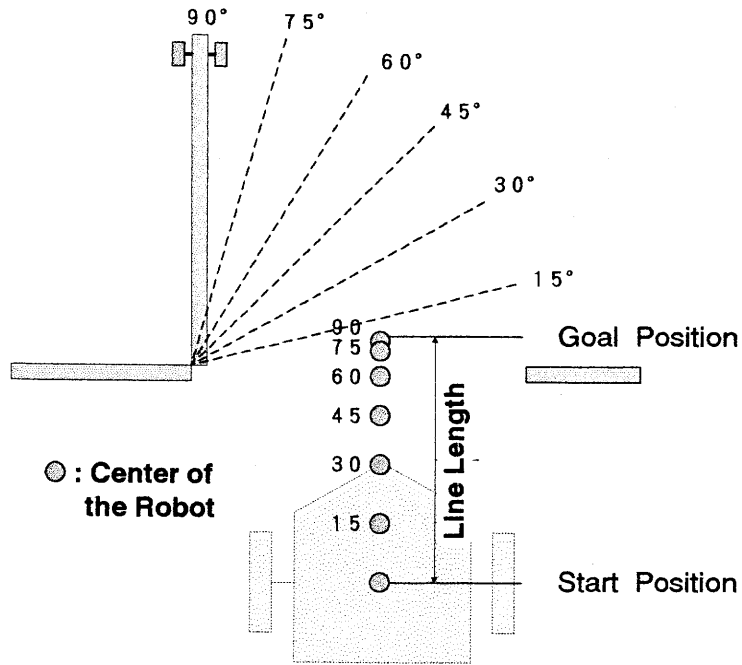 90°
75°
60°
45°
30°
15°
90
Goal Position
75
60
45
Line Length
: Center of
the Robot
30
15
Start Position